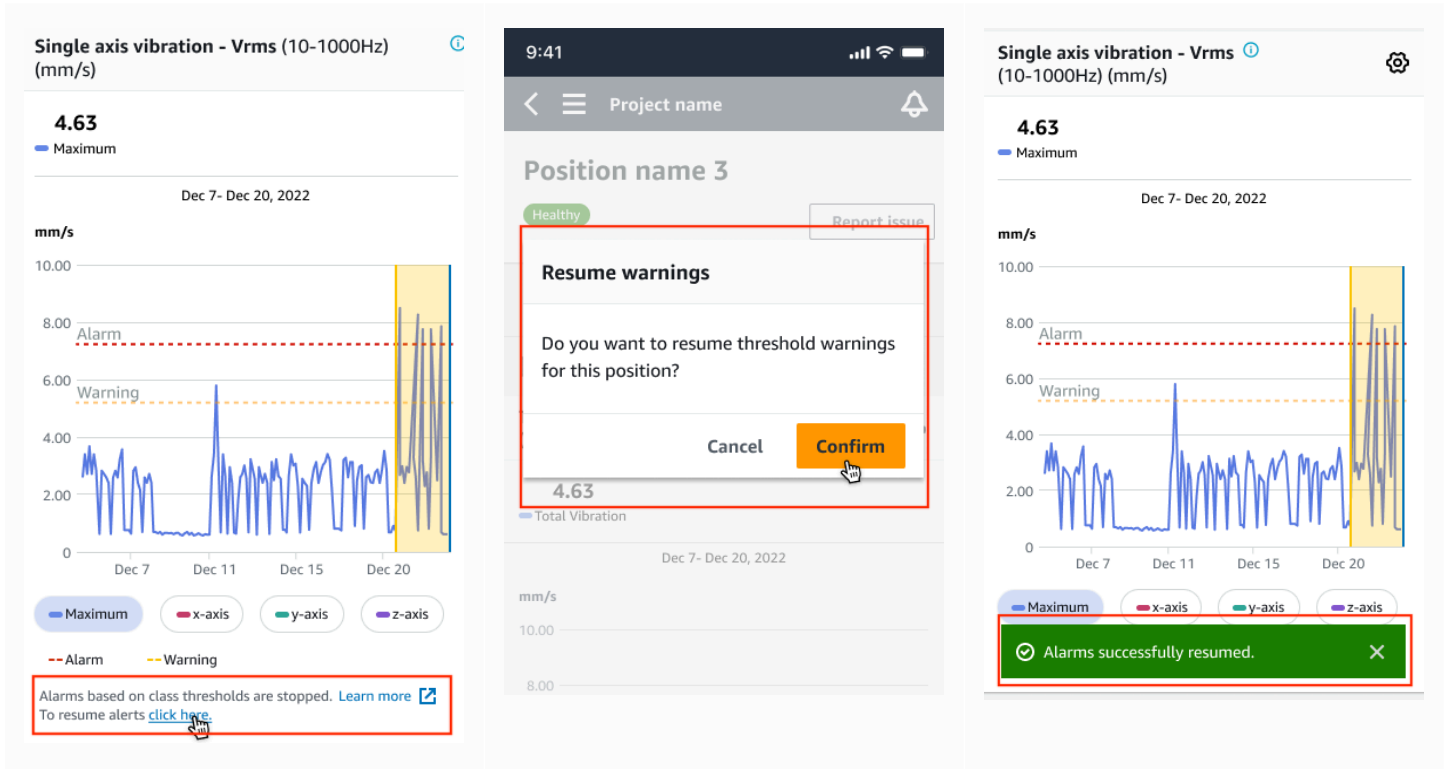 Single axis vibration - Vrms (10-1000Hz)
(mm/s)
4.63
Maximum
Dec 7- Dec 20, 2022
mm/s
10.00
8.00
Alarm
6.00
Warning
4.00
2.00
0
Dec 7 Dec 11 Dec 15 Dec 20
Maximum x-axis y-axis z-axis
Alarm Warning
Alarms based on class thresholds are stopped. Learn more
To resume alerts click here.
9:41
Project name
Position name 3
Healthy
Report issue
Resume warnings
Do you want to resume threshold warnings
for this position?
Cancel Confirm
4.63
Total Vibration
Dec 7- Dec 20, 2022
mm/s
10.00
8.00
Single axis vibration - Vrms
(10-1000Hz) (mm/s)
4.63
Maximum
Dec 7- Dec 20, 2022
mm/s
10.00
8.00
Alarm
6.00
Warning
4.00
2.00
0
Dec 7 Dec 11 Dec 15 Dec 20
Maximum x-axis y-axis z-axis
Alarms successfully resumed.